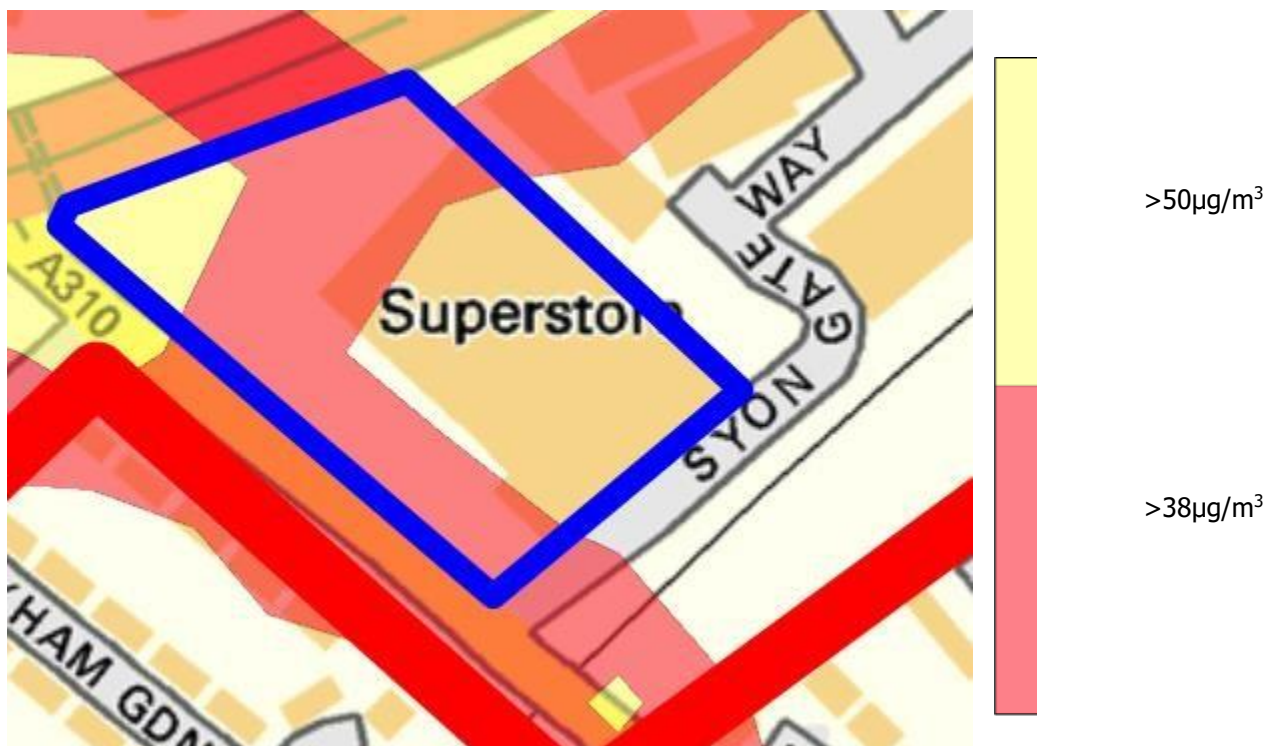 WAY
>50µg/m³
GATE
A310
Superstore
SYON
>38µg/m³
HAM GDN